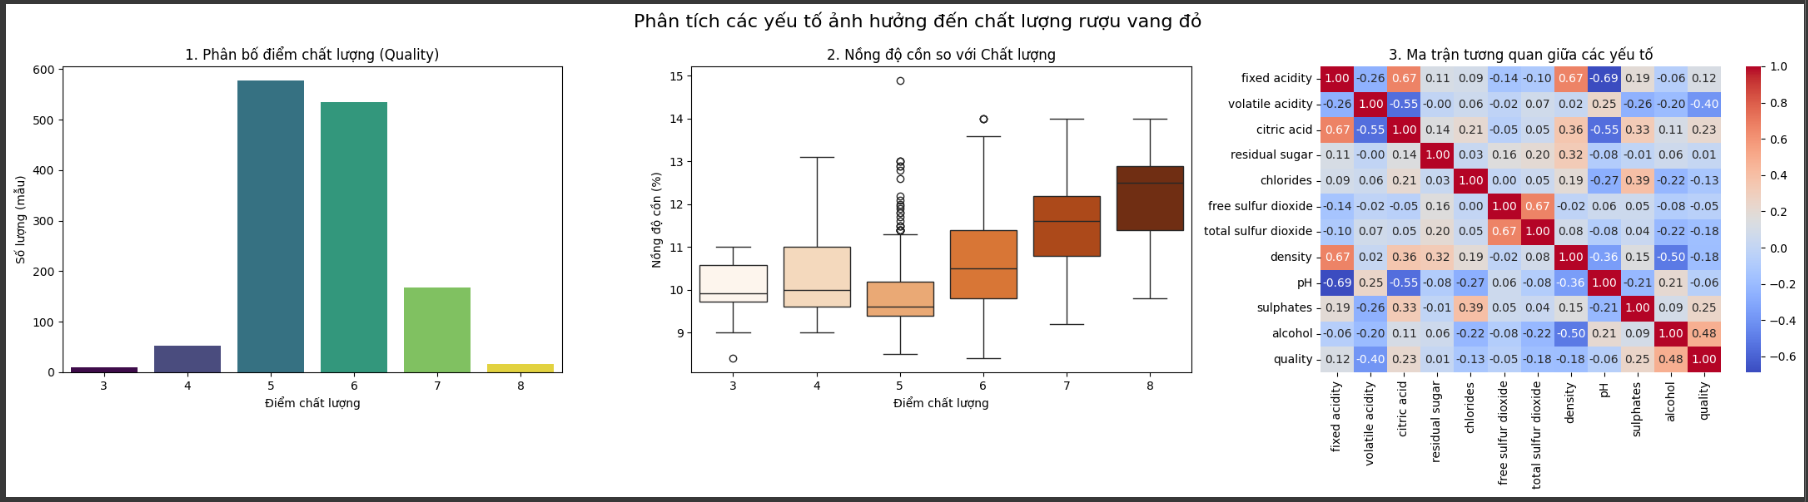 Phân tích các yếu tố ảnh hưởng đến chất lượng rượu vang đỏ
1. Phân bố điểm chất lượng (Quality)
Số lượng (mẫu)
600
500
400
300
200
100
0
3 4 5 6 7 8
Điểm chất lượng
2. Nồng độ cồn so với Chất lượng
Nồng độ cồn (%)
15
14
13
12
11
10
9
3 4 5 6 7 8
Điểm chất lượng
3. Ma trận tương quan giữa các yếu tố
fixed acidity 1.00 -0.26 0.67 0.11 0.09 -0.14 -0.10 0.67 -0.69 0.19 -0.06 0.12
volatile acidity -0.26 1.00 -0.55 -0.00 0.06 -0.02 0.07 0.02 0.25 -0.26 -0.20 -0.40
citric acid 0.67 -0.55 1.00 0.14 0.21 -0.05 0.05 0.36 -0.55 0.33 0.11 0.23
residual sugar 0.11 -0.00 0.14 1.00 0.03 0.16 0.20 0.32 -0.08 -0.01 0.06 0.01
chlorides 0.09 0.06 0.21 0.03 1.00 0.00 0.05 0.19 -0.27 0.39 -0.22 -0.13
free sulfur dioxide -0.14 -0.02 -0.05 0.16 0.00 1.00 0.67 -0.02 0.06 0.05 -0.08 -0.05
total sulfur dioxide -0.10 0.07 0.05 0.20 0.05 0.67 1.00 0.08 -0.08 0.04 -0.22 -0.18
density 0.67 0.02 0.36 0.32 0.19 -0.02 0.08 1.00 -0.36 0.15 -0.50 -0.18
pH -0.69 0.25 -0.55 -0.08 -0.27 0.06 -0.08 -0.36 1.00 -0.21 0.21 -0.06
sulphates 0.19 -0.26 0.33 -0.01 0.39 0.05 0.04 0.15 -0.21 1.00 0.09 0.25
alcohol -0.06 -0.20 0.11 0.06 -0.22 -0.08 -0.22 -0.50 0.21 0.09 1.00 0.48
quality 0.12 -0.40 0.23 0.01 -0.13 -0.05 -0.18 -0.18 -0.06 0.25 0.48 1.00
fixed acidity
volatile acidity
citric acid
residual sugar
chlorides
free sulfur dioxide
total sulfur dioxide
density
pH
sulphates
alcohol
quality
1.0
0.8
0.6
0.4
0.2
0.0
−0.2
−0.4
−0.6